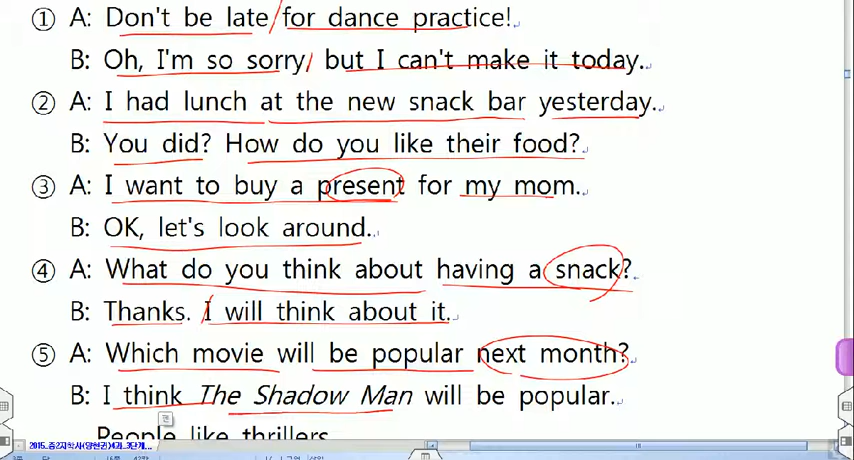 ① A: Don't be late for dance practice!
B: Oh, I'm so sorry, but I can't make it today.
② A: I had lunch at the new snack bar yesterday.
B: You did? How do you like their food?
③ A: I want to buy a present for my mom.
B: OK, let's look around.
④ A: What do you think about having a snack?
B: Thanks. I will think about it.
⑤ A: Which movie will be popular next month?
B: I think The Shadow Man will be popular.
People like thrillers.